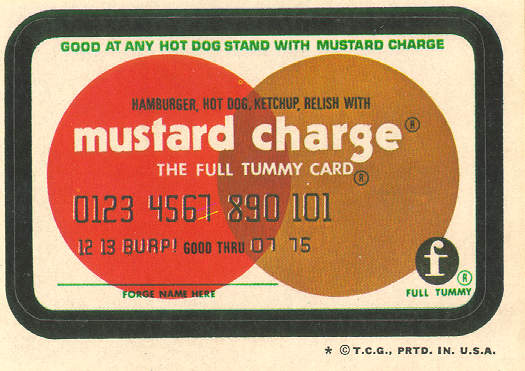 GOOD AT ANY HOT DOG STAND WITH MUSTARD CHARGE
HAMBURGER, HOT DOG, KETCHUP, RELISH WITH
mustard charge®
THE FULL TUMMY CARD®
0123 4567 890 101
12 13 BURP! GOOD THRU 07 75
f®
FORGE NAME HERE
FULL TUMMY
* © T.C.G., PRTD. IN U.S.A.